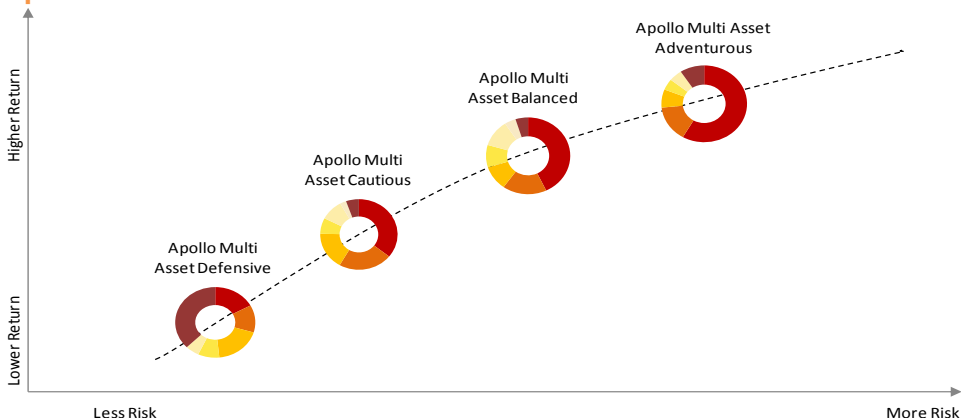 Apollo Multi Asset
Adventurous
Apollo Multi
Asset Balanced
Apollo Multi
Asset Cautious
Apollo Multi
Asset Defensive
Higher Return
Lower Return
Less Risk
More Risk